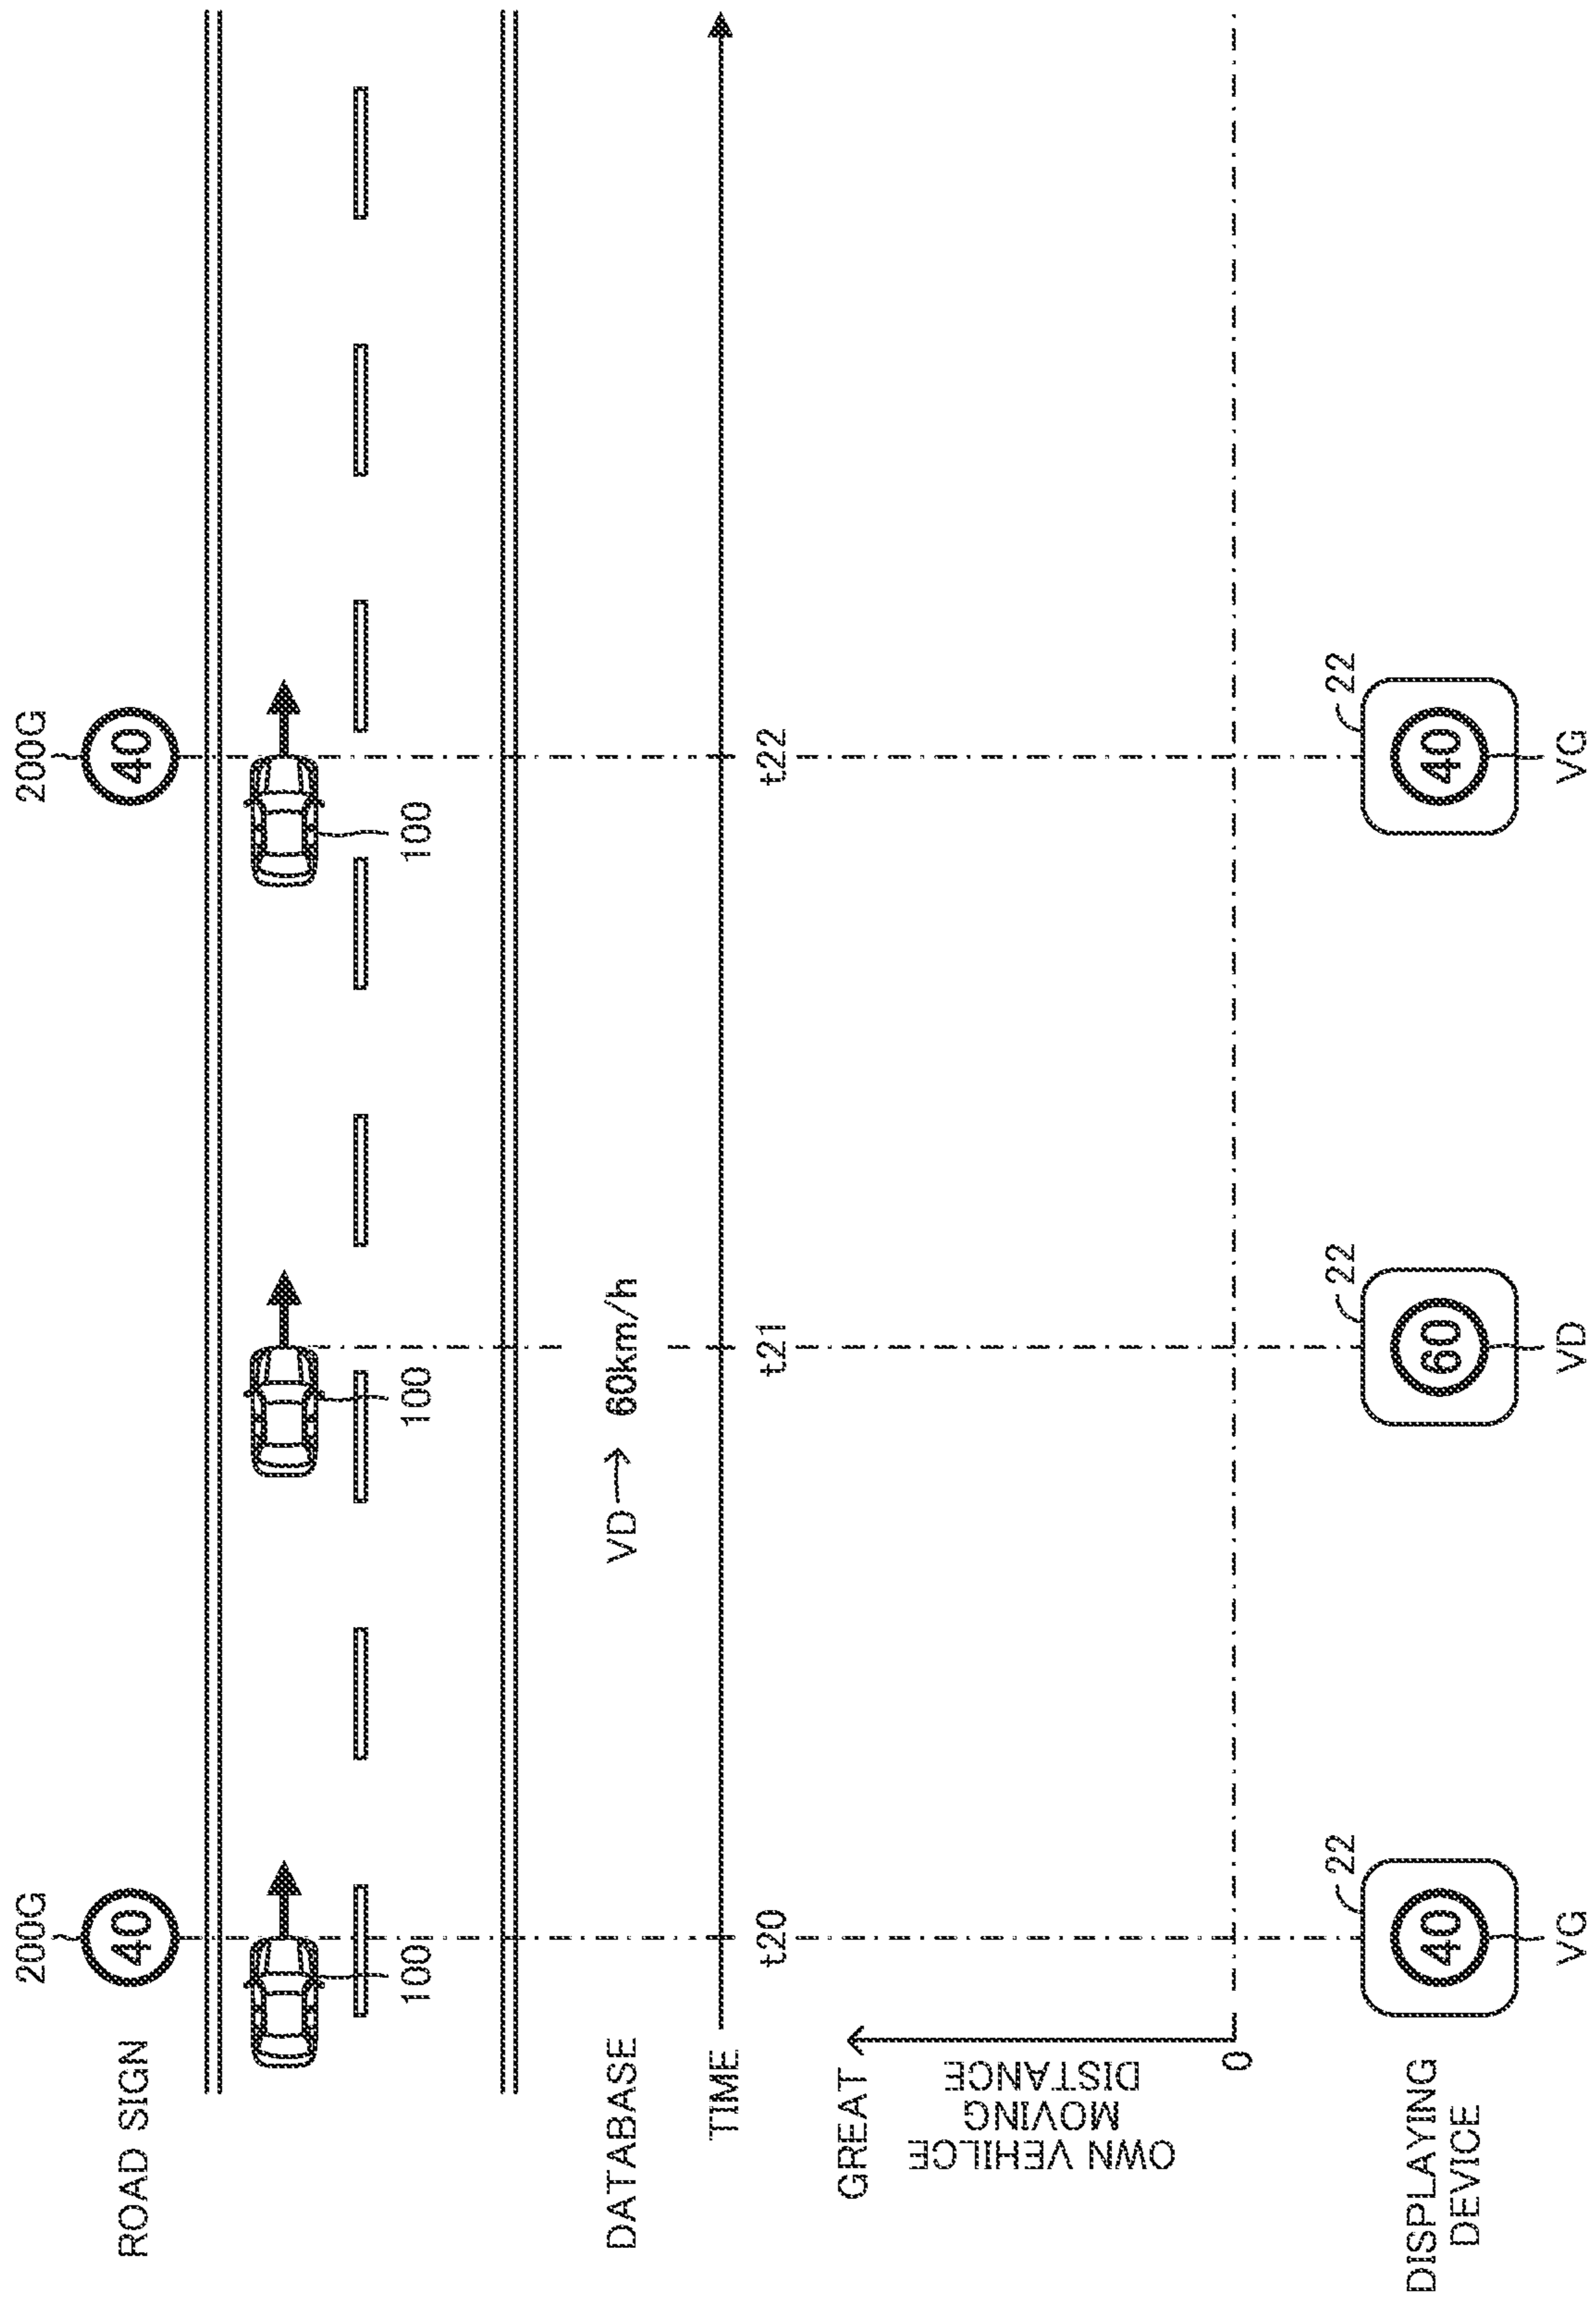 200G
200G
ROAD SIGN
40
40
100
100
100
DATABASE
VD→ 60km/h
TIME
t20
t21
t22
GREAT
OWN VEHILCE
MOVING
DISTANCE
0
22
22
22
DISPLAYING
DEVICE
40
60
40
VG
VD
VG